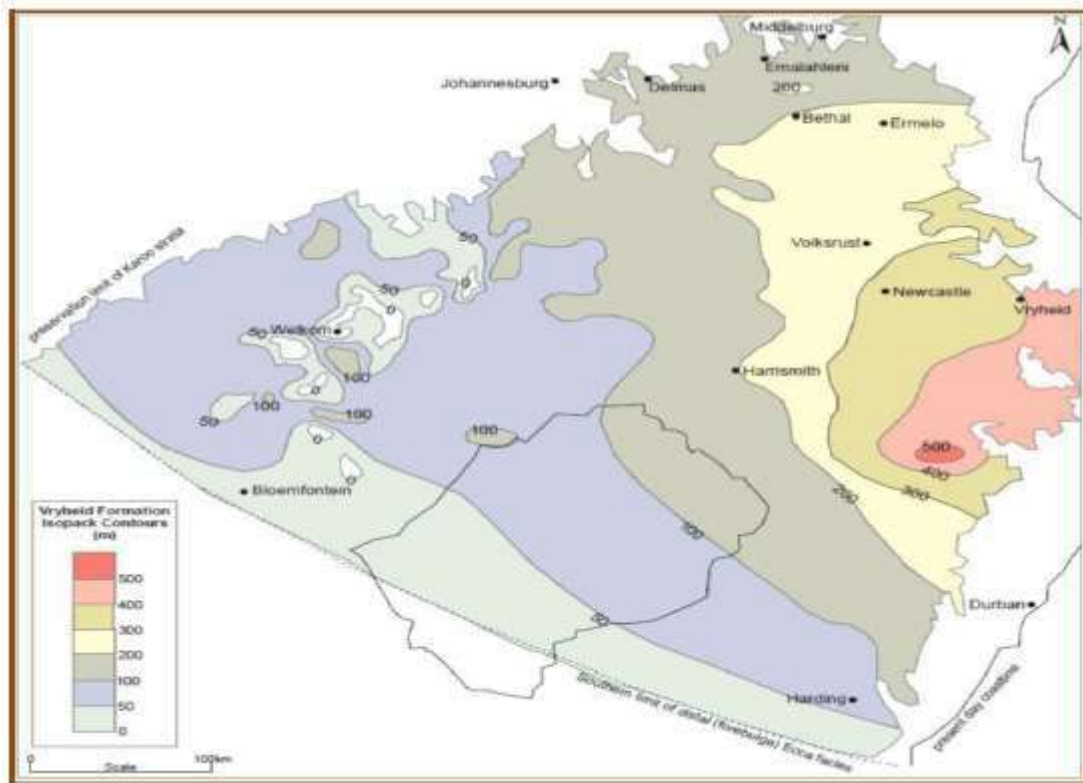 Middelburg
N
Emalahleni
Johannesburg
Delmas
200
Bethal
Ermelo
50
Volksrust
preservation limit of Karoo strata
0
50
Newcastle
0
Vryheid
50
Welkom
100
Harrismith
0
50
100
100
0
100
500
400
300
200
0
Bloemfontein
100
Vryheid Formation
Isopack Contours
(m)
500
400
300
200
100
50
0
50
Durban
Southern limit of distal (forebulge) Ecca facies
Harding
present day coastline
0
100km
Scale